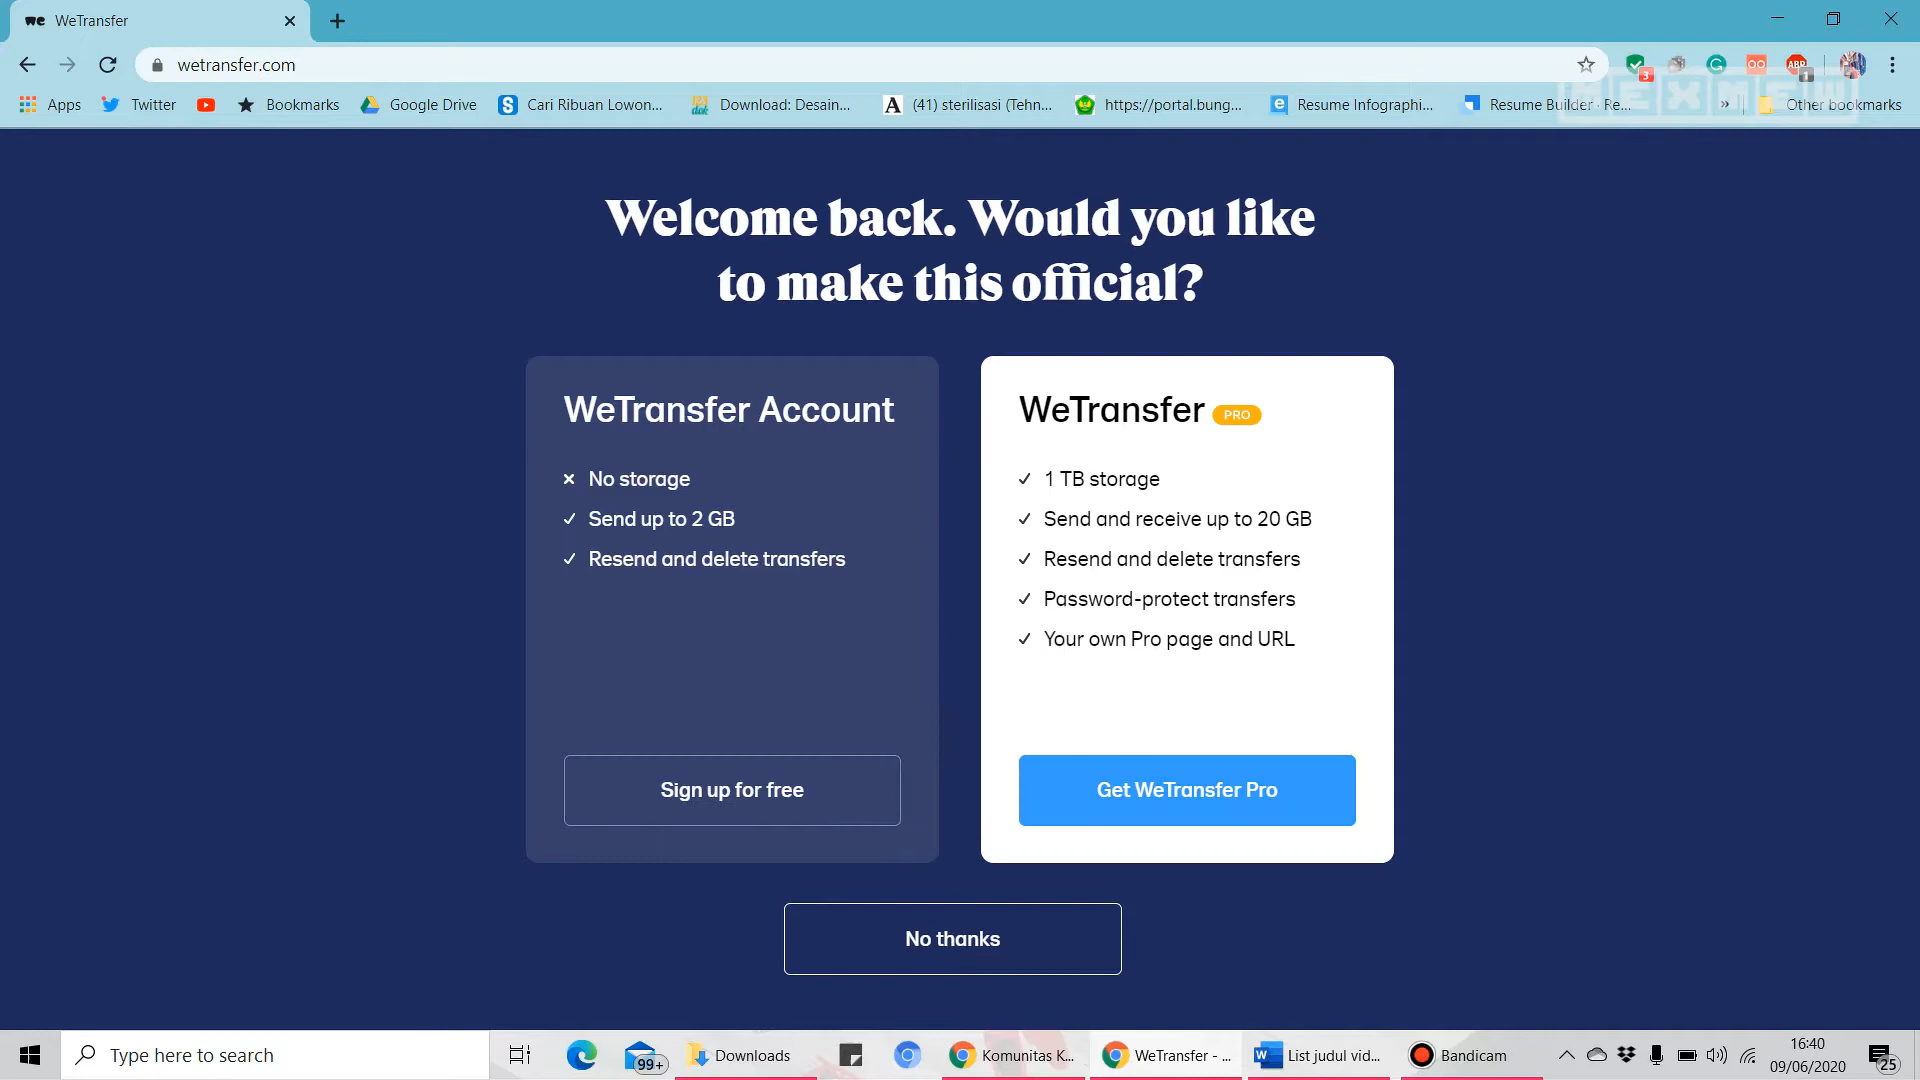 WeTransfer
wetransfer.com
3
1
Apps
Twitter
Bookmarks
Google Drive
Cari Ribuan Lowon...
Download: Desain...
(41) sterilisasi (Tehn...
https://portal.bung...
Resume Infographi...
Resume Builder · Re...
»
Other bookmarks
Welcome back. Would you like
to make this official?
WeTransfer Account
No storage
Send up to 2 GB
Resend and delete transfers
Sign up for free
WeTransfer PRO
1 TB storage
Send and receive up to 20 GB
Resend and delete transfers
Password-protect transfers
Your own Pro page and URL
Get WeTransfer Pro
No thanks
Type here to search
99+
Downloads
Komunitas K...
WeTransfer - ...
List judul vid...
Bandicam
16:40
09/06/2020
25